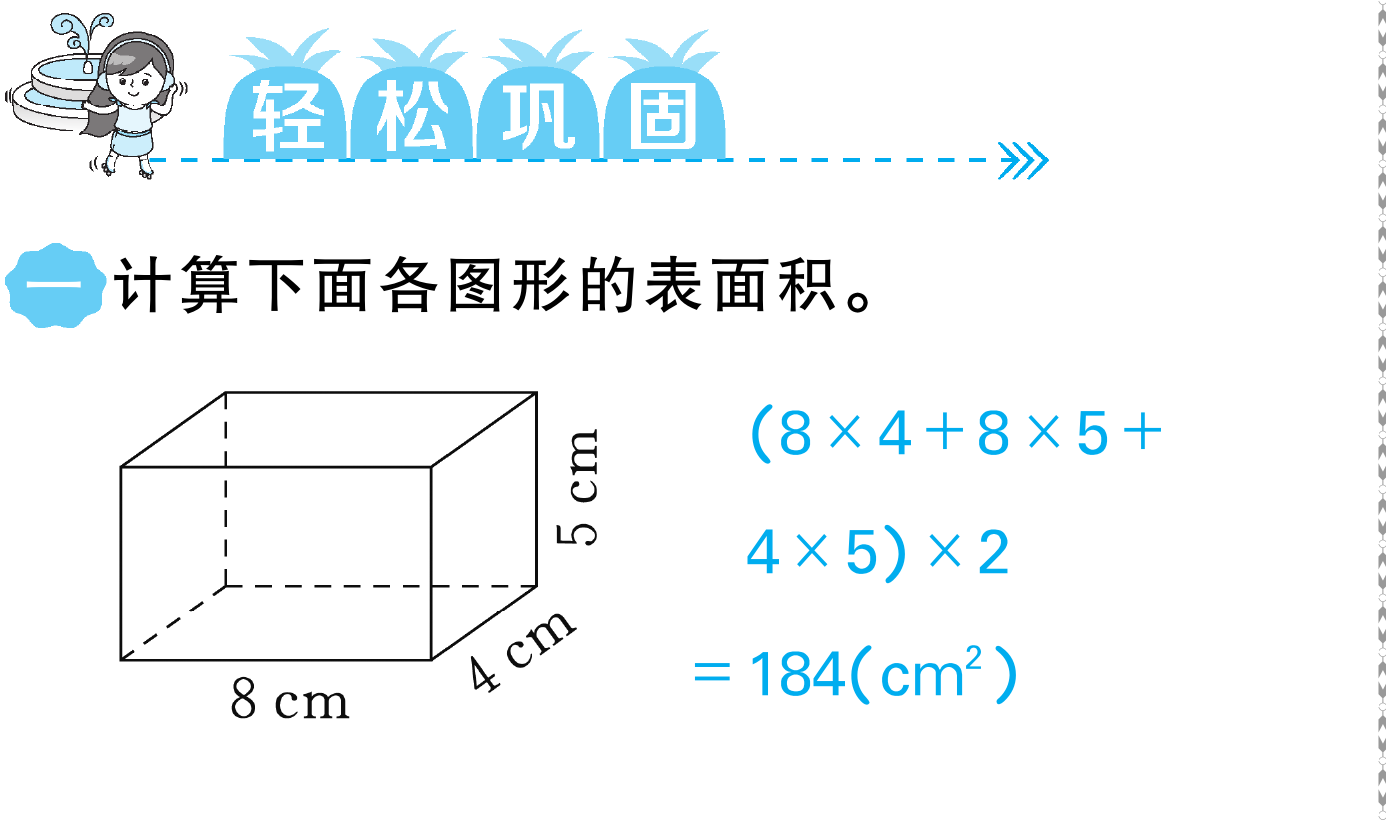 轻松巩固
一 计算下面各图形的表面积。
5 cm
4 cm
8 cm
(8×4+8×5+
4×5)×2
=184(cm²)